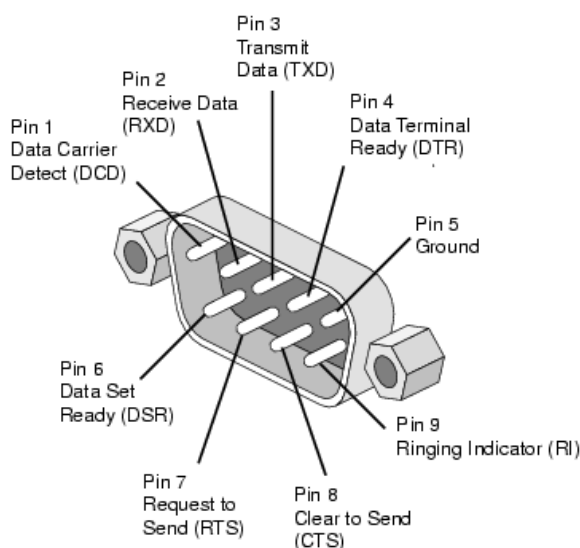 Pin 1
Data Carrier
Detect (DCD)
Pin 2
Receive Data
(RXD)
Pin 3
Transmit
Data (TXD)
Pin 4
Data Terminal
Ready (DTR)
Pin 5
Ground
Pin 6
Data Set
Ready (DSR)
Pin 7
Request to
Send (RTS)
Pin 8
Clear to Send
(CTS)
Pin 9
Ringing Indicator (RI)